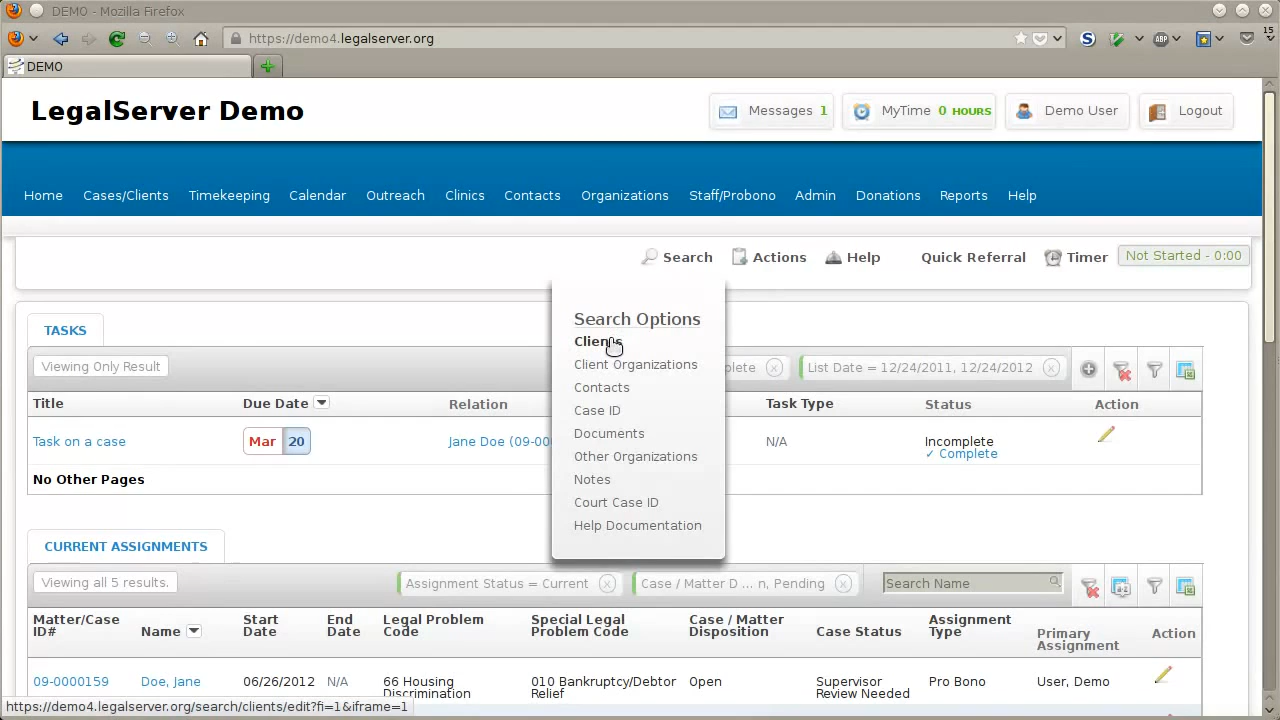 DEMO - Mozilla Firefox
https://demo4.legalserver.org
15
DEMO
LegalServer Demo
Messages 1
MyTime 0 HOURS
Demo User
Logout
Home Cases/Clients Timekeeping Calendar Outreach Clinics Contacts Organizations Staff/Probono Admin Donations Reports Help
Search Actions Help Quick Referral Timer Not Started - 0:00
Search Options
Clients
Client Organizations
Contacts
Case ID
Documents
Other Organizations
Notes
Court Case ID
Help Documentation
TASKS
Viewing Only Result
plete
List Date = 12/24/2011, 12/24/2012
Title Due Date Relation Task Type Status Action
Task on a case Mar 20 Jane Doe (09-00 N/A Incomplete
✓ Complete
No Other Pages
CURRENT ASSIGNMENTS
Viewing all 5 results.
Assignment Status = Current
Case / Matter D ... n, Pending
Search Name
Matter/Case ID# Name Start Date End Date Legal Problem Code Special Legal Problem Code Case / Matter Disposition Case Status Assignment Type Primary Assignment Action
09-0000159 Doe, Jane 06/26/2012 N/A 66 Housing Discrimination 010 Bankruptcy/Debtor Relief Open Supervisor Review Needed Pro Bono User, Demo
https://demo4.legalserver.org/search/clients/edit?fi=1&iframe=1